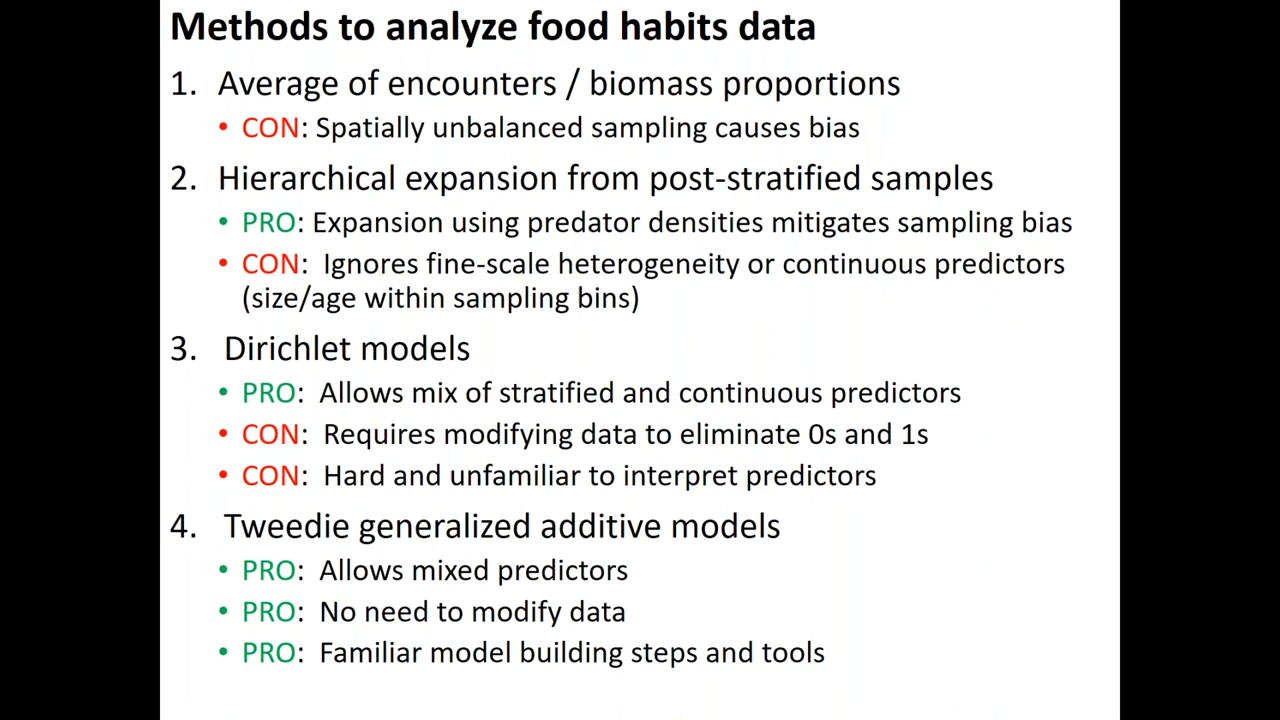 Methods to analyze food habits data
1. Average of encounters / biomass proportions
• CON: Spatially unbalanced sampling causes bias
2. Hierarchical expansion from post-stratified samples
• PRO: Expansion using predator densities mitigates sampling bias
• CON: Ignores fine-scale heterogeneity or continuous predictors
(size/age within sampling bins)
3. Dirichlet models
• PRO: Allows mix of stratified and continuous predictors
• CON: Requires modifying data to eliminate 0s and 1s
• CON: Hard and unfamiliar to interpret predictors
4. Tweedie generalized additive models
• PRO: Allows mixed predictors
• PRO: No need to modify data
• PRO: Familiar model building steps and tools